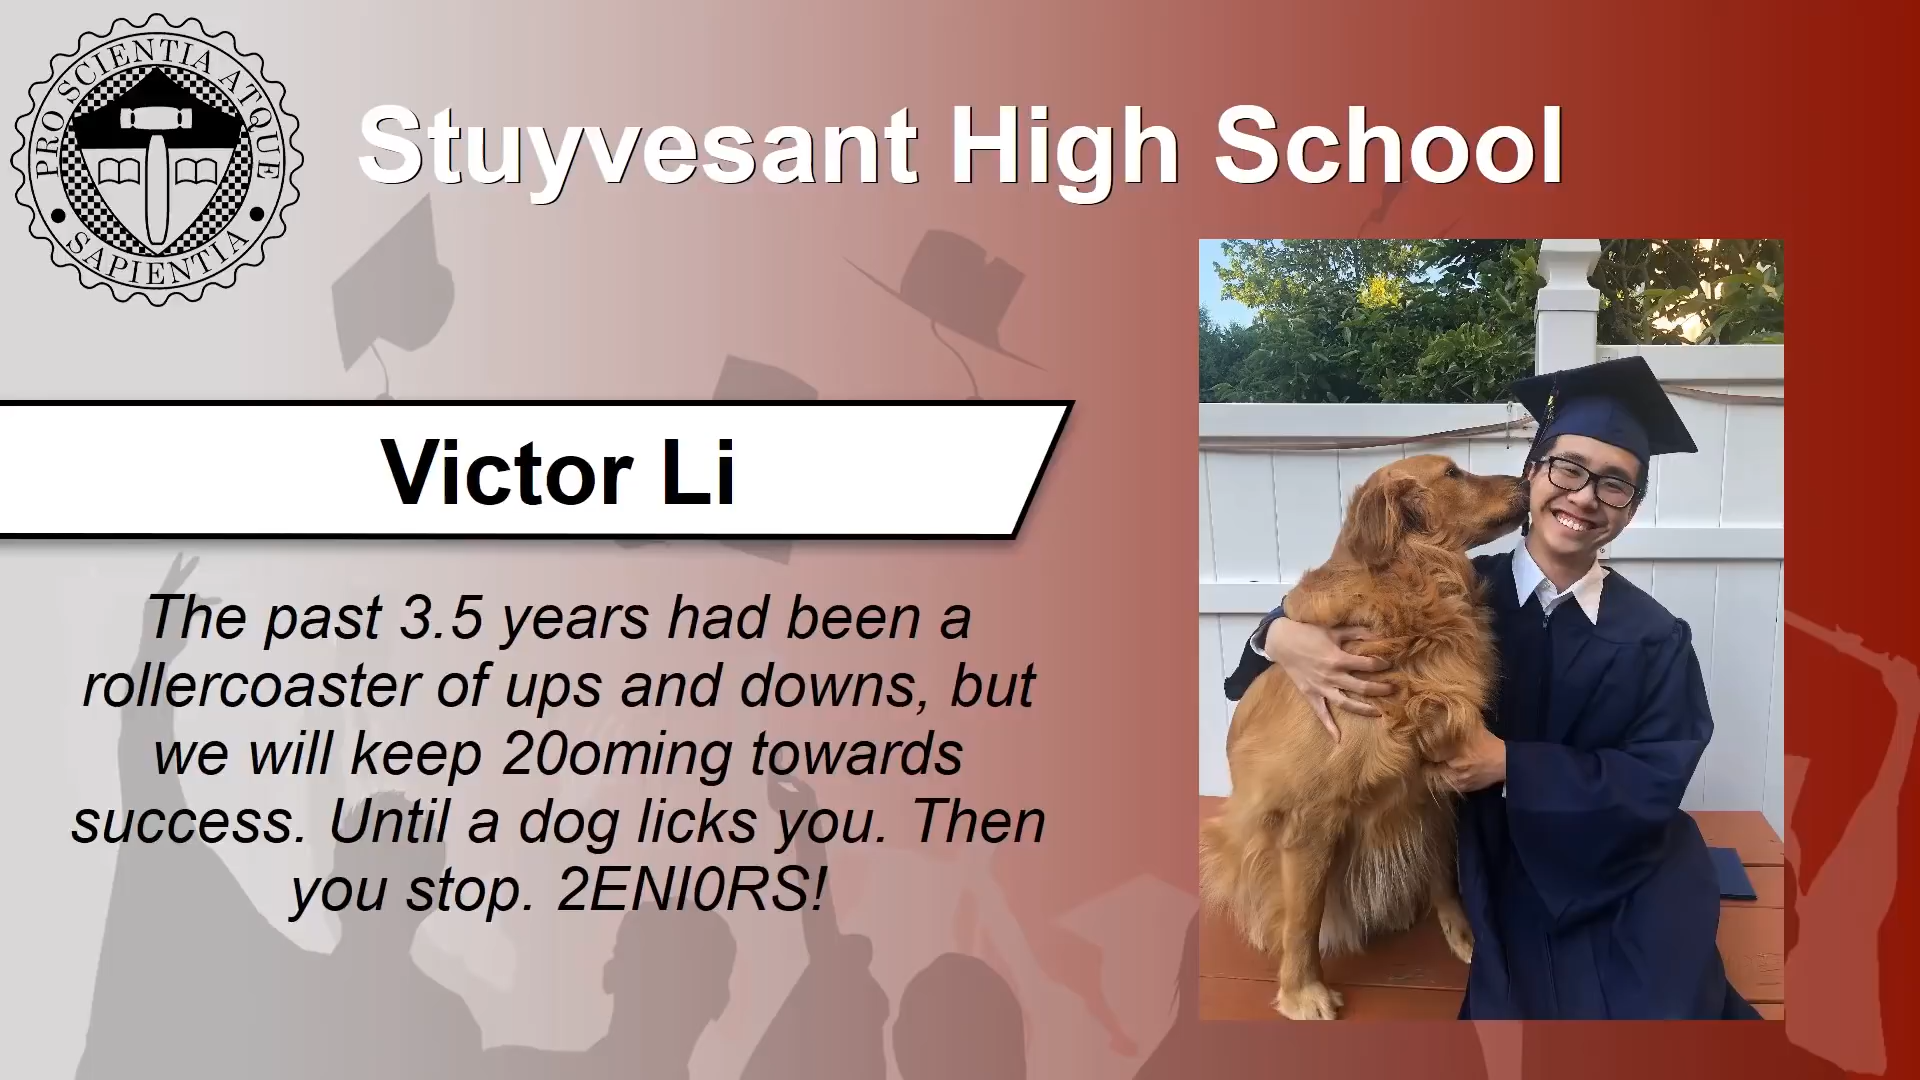 PRO SCIENTIA ATQUE
SAPIENTIA
Stuyvesant High School
Victor Li
The past 3.5 years had been a
rollercoaster of ups and downs, but
we will keep 20oming towards
success. Until a dog licks you. Then
you stop. 2ENI0RS!